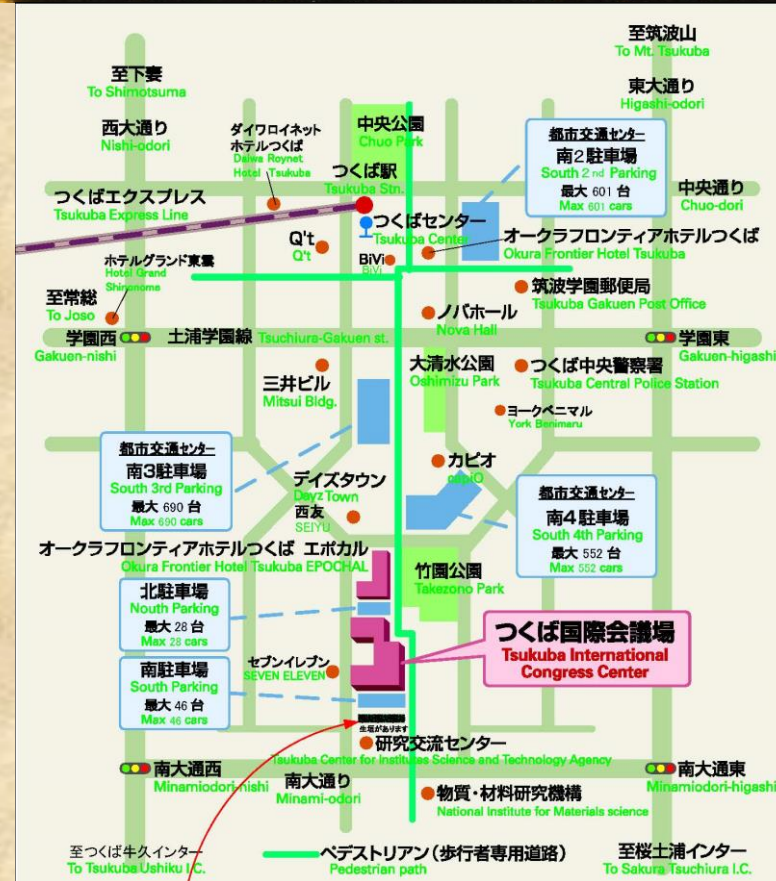 至筑波山
To Mt. Tsukuba
至下妻
To Shimotsuma
東大通り
Higashi-odori
西大通り
Nishi-odori
ダイワロイネット
ホテルつくば
Daiwa Roynet
Hotel Tsukuba
中央公園
Chuo Park
都市交通センター
南2駐車場
South 2nd Parking
最大 601 台
Max 601 cars
つくば駅
Tsukuba Stn.
中央通り
Chuo-dori
つくばエクスプレス
Tsukuba Express Line
つくばセンター
Tsukuba Center
Q't
Q't
BiVi
BiVi
オークラフロンティアホテルつくば
Okura Frontier Hotel Tsukuba
ホテルグランド東雲
Hotel Grand
Shinonome
至常総
To Joso
筑波学園郵便局
Tsukuba Gakuen Post Office
ノバホール
Nova Hall
学園西
Gakuen-nishi
土浦学園線 Tsuchiura-Gakuen st.
学園東
Gakuen-higashi
三井ビル
Mitsui Bldg.
大清水公園
Oshimizu Park
つくば中央警察署
Tsukuba Central Police Station
ヨークベニマル
York Benimaru
都市交通センター
南3駐車場
South 3rd Parking
最大 690 台
Max 690 cars
カピオ
capiO
デイズタウン
Dayz Town
西友
SEIYU
都市交通センター
南4駐車場
South 4th Parking
最大 552 台
Max 552 cars
オークラフロンティアホテルつくば エポカル
Okura Frontier Hotel Tsukuba EPOCHAL
竹園公園
Takezono Park
北駐車場
Nouth Parking
最大 28 台
Max 28 cars
つくば国際会議場
Tsukuba International
Congress Center
セブンイレブン
SEVEN ELEVEN
南駐車場
South Parking
最大 46 台
Max 46 cars
生垣があります
研究交流センター
Tsukuba Center for Institutes Science and Technology Agency
南大通西
Minamiodori-nishi
南大通り
Minami-odori
南大通東
Minamiodori-higashi
物質・材料研究機構
National Institute for Materials science
至つくば牛久インター
To Tsukuba Ushiku I.C.
ペデストリアン(歩行者専用道路)
Pedestrian path
至桜土浦インター
To Sakura Tsuchiura I.C.